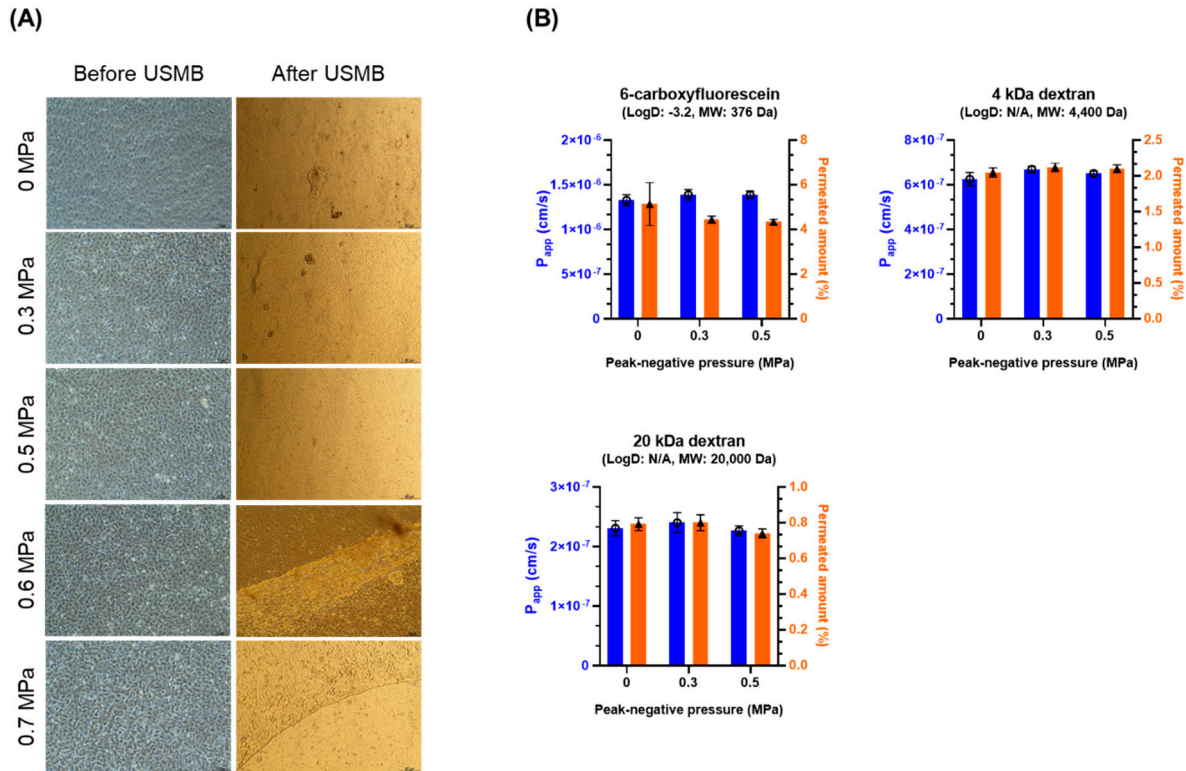 (A)
Before USMB
After USMB
0 MPa
0.3 MPa
0.5 MPa
0.6 MPa
0.7 MPa
(B)
6-carboxyfluorescein
(LogD: -3.2, MW: 376 Da)
2×10⁻⁶
1.5×10⁻⁶
1×10⁻⁶
5×10⁻⁷
0
Papp (cm/s)
8
6
4
2
0
Permeated amount (%)
0 0.3 0.5
Peak-negative pressure (MPa)
4 kDa dextran
(LogD: N/A, MW: 4,400 Da)
8×10⁻⁷
6×10⁻⁷
4×10⁻⁷
2×10⁻⁷
0
Papp (cm/s)
2.5
2.0
1.5
1.0
0.5
0.0
Permeated amount (%)
0 0.3 0.5
Peak-negative pressure (MPa)
20 kDa dextran
(LogD: N/A, MW: 20,000 Da)
3×10⁻⁷
2×10⁻⁷
1×10⁻⁷
0
Papp (cm/s)
1.0
0.8
0.6
0.4
0.2
0.0
Permeated amount (%)
0 0.3 0.5
Peak-negative pressure (MPa)